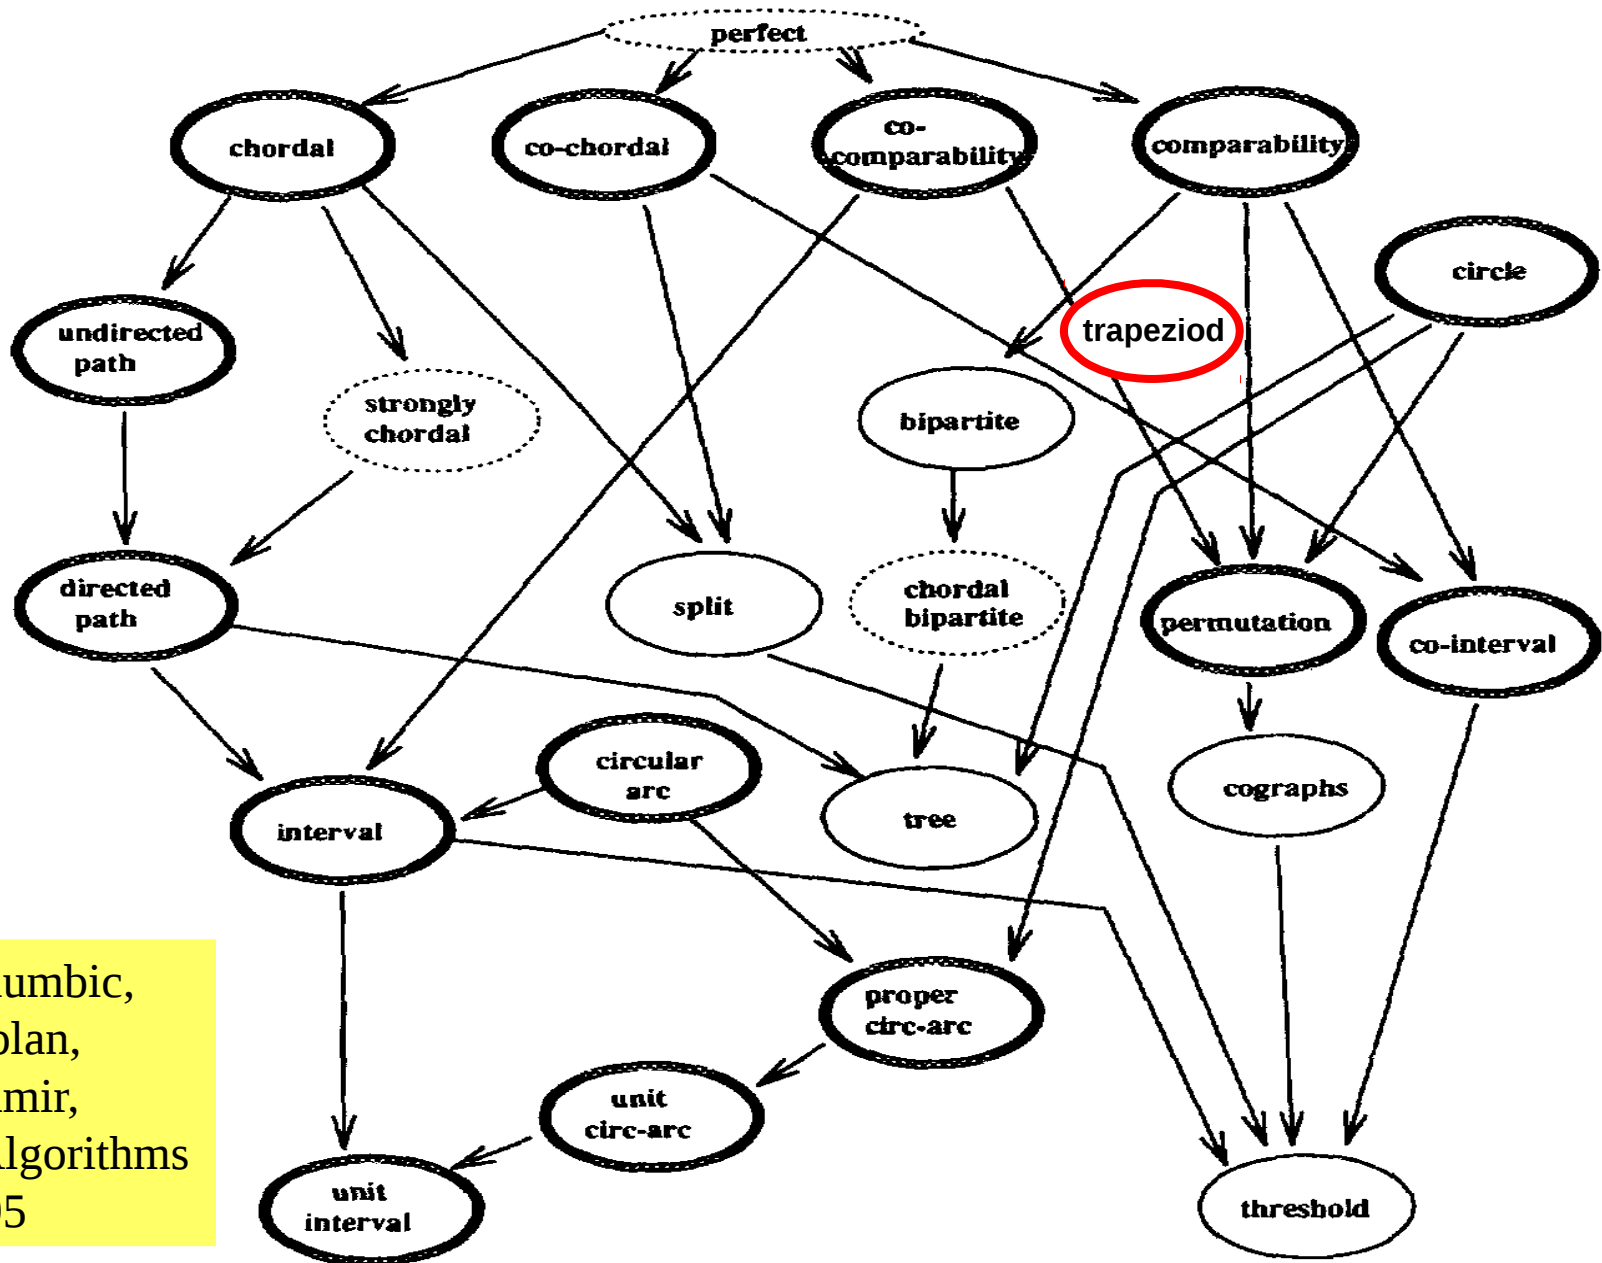 perfect
chordal
co-chordal
co-
comparability
comparability
circle
undirected
path
trapeziod
strongly
chordal
bipartite
directed
path
split
chordal
bipartite
permutation
co-interval
circular
arc
interval
tree
cographs
proper
circ-arc
unit
circ-arc
unit
interval
threshold
umbic,
plan,
mir,
lgorithms
5